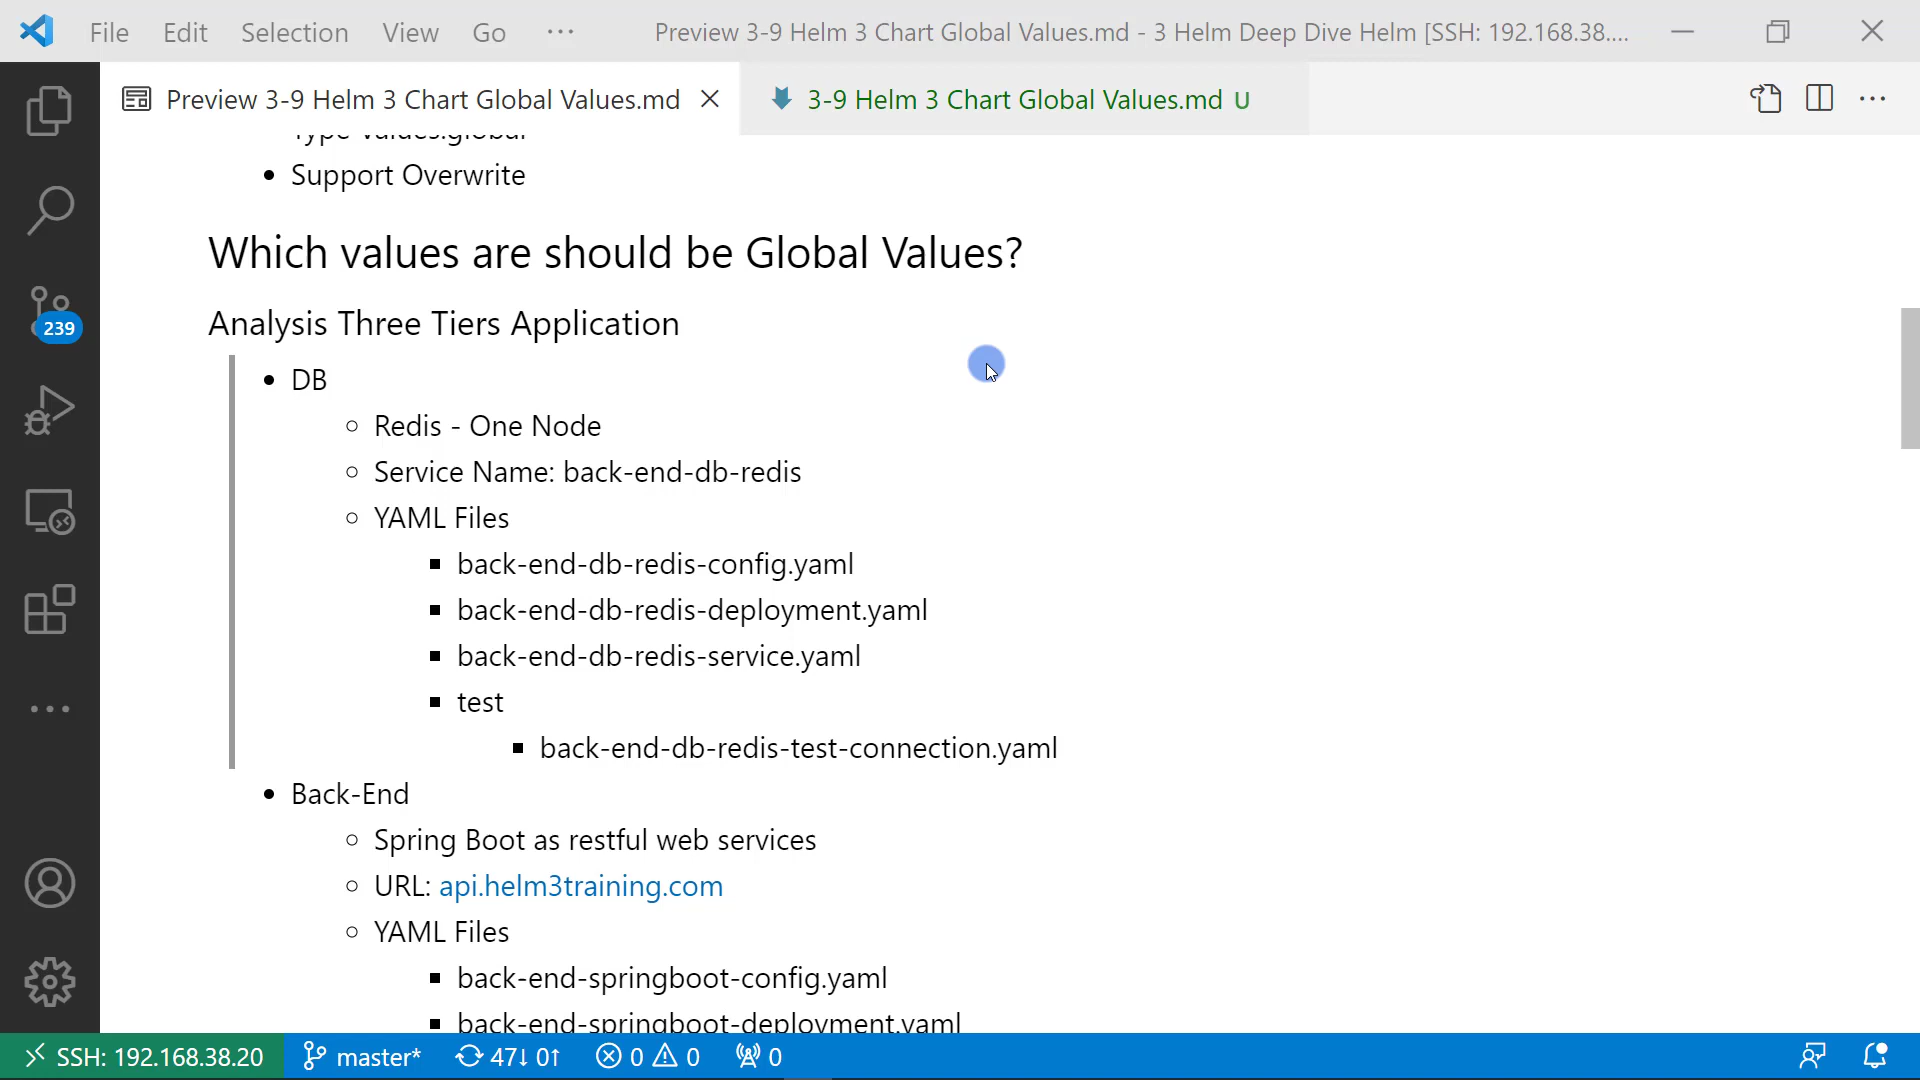 File Edit Selection View Go ··· Preview 3-9 Helm 3 Chart Global Values.md - 3 Helm Deep Dive Helm [SSH: 192.168.38....
Preview 3-9 Helm 3 Chart Global Values.md
3-9 Helm 3 Chart Global Values.md U
Type Values.global
Support Overwrite
Which values are should be Global Values?
Analysis Three Tiers Application
DB
Redis - One Node
Service Name: back-end-db-redis
YAML Files
back-end-db-redis-config.yaml
back-end-db-redis-deployment.yaml
back-end-db-redis-service.yaml
test
back-end-db-redis-test-connection.yaml
Back-End
Spring Boot as restful web services
URL: api.helm3training.com
YAML Files
back-end-springboot-config.yaml
back-end-springboot-deployment.yaml
239
SSH: 192.168.38.20 master* 47↓ 0↑ 0 0 0